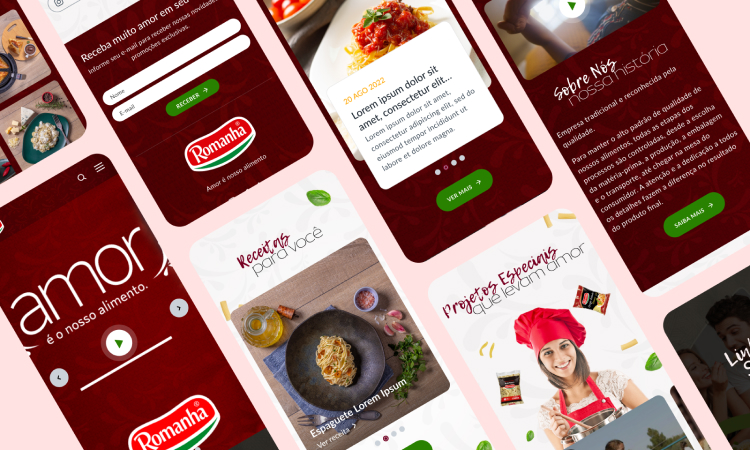 Receba muito amor em seu
Informe seu e-mail para receber nossas novidades
promoções exclusivas.
Nome
E-mail
RECEBER
Romanha
Amor é nosso alimento
20 AGO 2022
Lorem ipsum dolor sit
amet, consectetur elit...
Lorem ipsum dolor sit amet,
consectetur adipiscing elit, sed do
eiusmod tempor incididunt ut
labore et dolore magna.
VER MAIS
Sobre Nós
nossa história
Empresa tradicional e reconhecida pela
qualidade.
Para manter o alto padrão de qualidade de
nossos alimentos, todas as etapas dos
processos são controladas, desde a escolha
da matéria-prima, a produção, a embalagem
e o transporte, até chegar na mesa do
consumidor. A atenção e a dedicação a todos
os detalhes fazem a diferença no resultado
do produto final.
SAIBA MAIS
amor
é o nosso alimento.
Romanha
Receitas
para você
Espaguete Lorem Ipsum
Ver receita
Projetos Especiais
que levam amor